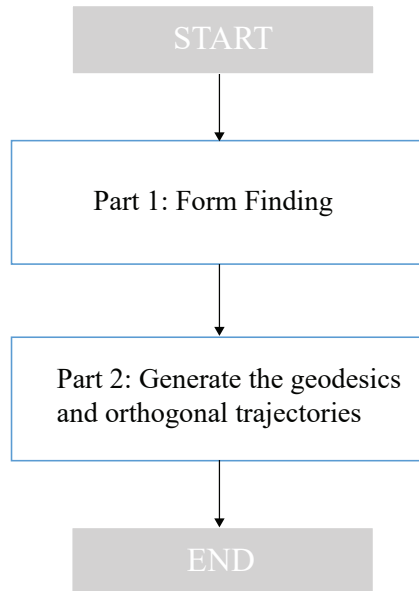 START
Part 1: Form Finding
Part 2: Generate the geodesics
and orthogonal trajectories
END